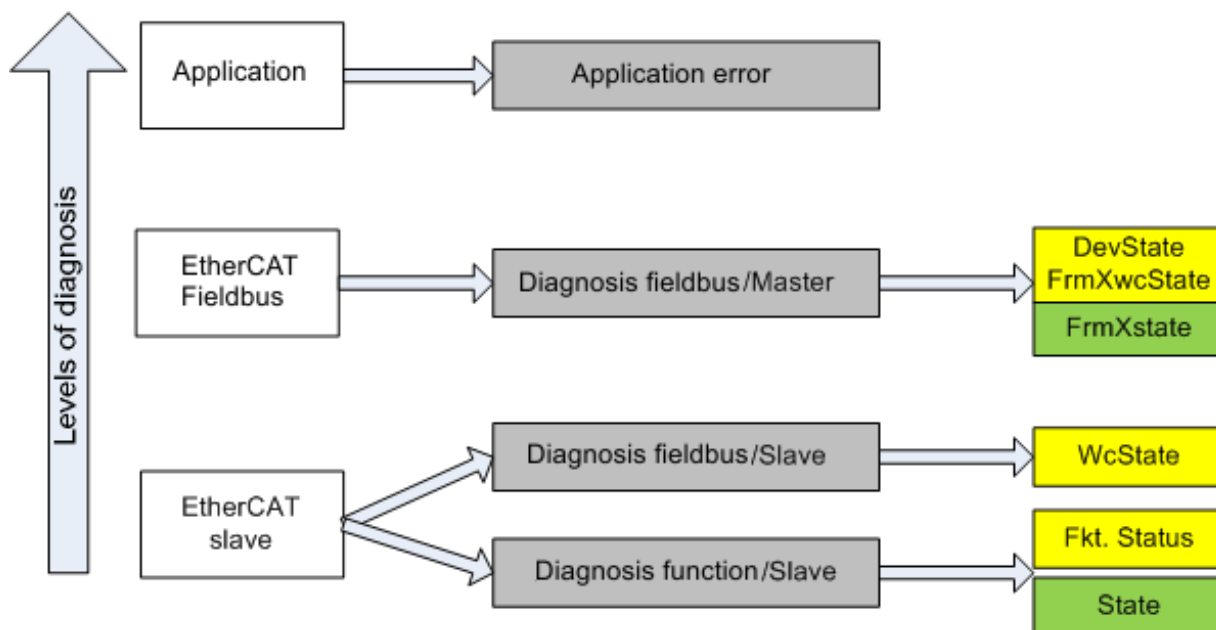 Levels of diagnosis
Application
Application error
EtherCAT
Fieldbus
Diagnosis fieldbus/Master
DevState
FrmXwcState
FrmXstate
EtherCAT
slave
Diagnosis fieldbus/Slave
WcState
Diagnosis function/Slave
Fkt. Status
State